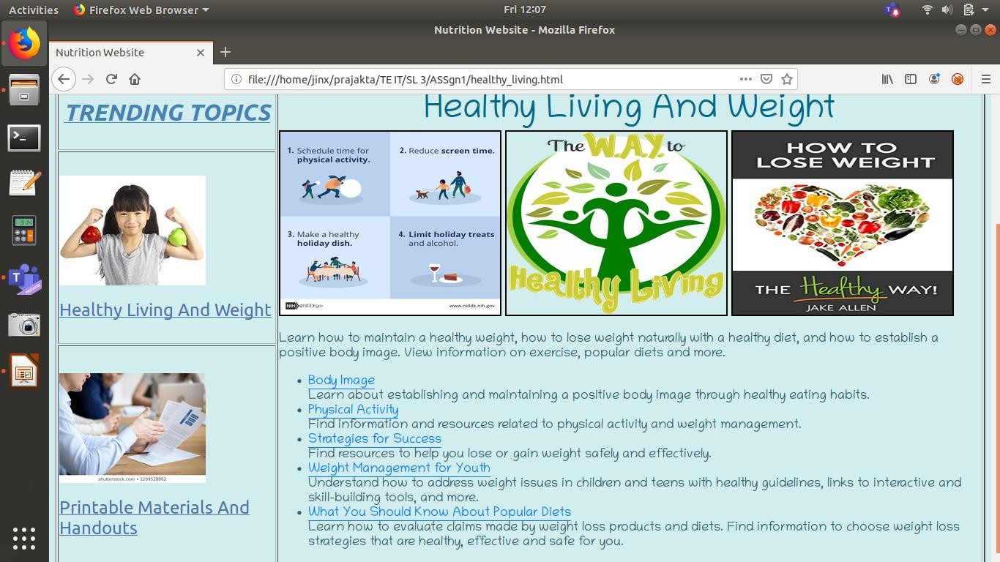 Activities
Firefox Web Browser
Fri 12:07
Nutrition Website - Mozilla Firefox
Nutrition Website
file:///home/jinx/prajakta/TE IT/SL 3/ASSgn1/healthy_living.html
TRENDING TOPICS
Healthy Living And Weight
Printable Materials And
Handouts
shutterstock.com • 1209528862
Healthy Living And Weight
1. Schedule time for
physical activity.
2. Reduce screen time.
3. Make a healthy
holiday dish.
4. Limit holiday treats
and alcohol.
NIH @NIDDKgov
www.niddk.nih.gov
The W.A.Y. to
Healthy Living
HOW TO
LOSE WEIGHT
THE Healthy WAY!
JAKE ALLEN
Learn how to maintain a healthy weight, how to lose weight naturally with a healthy diet, and how to establish a
positive body image. View information on exercise, popular diets and more.
• Body Image
Learn about establishing and maintaining a positive body image through healthy eating habits.
• Physical Activity
Find information and resources related to physical activity and weight management.
• Strategies for Success
Find resources to help you lose or gain weight safely and effectively.
• Weight Management for Youth
Understand how to address weight issues in children and teens with healthy guidelines, links to interactive and
skill-building tools, and more.
• What You Should Know About Popular Diets
Learn how to evaluate claims made by weight loss products and diets. Find information to choose weight loss
strategies that are healthy, effective and safe for you.